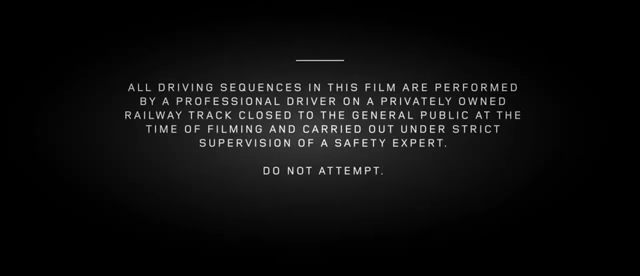 ALL DRIVING SEQUENCES IN THIS FILM ARE PERFORMED
BY A PROFESSIONAL DRIVER ON A PRIVATELY OWNED
RAILWAY TRACK CLOSED TO THE GENERAL PUBLIC AT THE
TIME OF FILMING AND CARRIED OUT UNDER STRICT
SUPERVISION OF A SAFETY EXPERT.
DO NOT ATTEMPT.